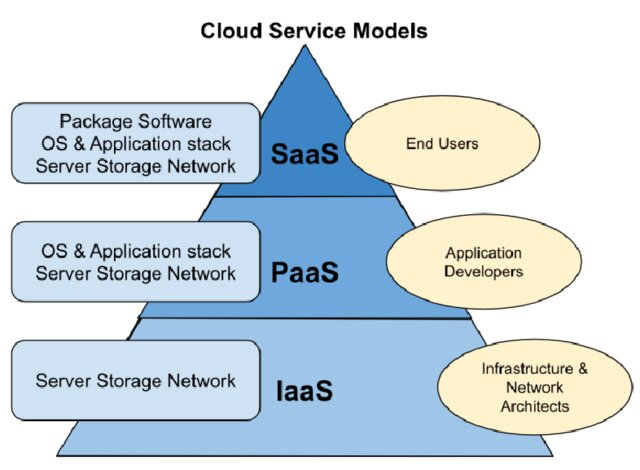 Cloud Service Models
Package Software
OS & Application stack
Server Storage Network
SaaS
End Users
OS & Application stack
Server Storage Network
PaaS
Application
Developers
Server Storage Network
IaaS
Infrastructure &
Network
Architects